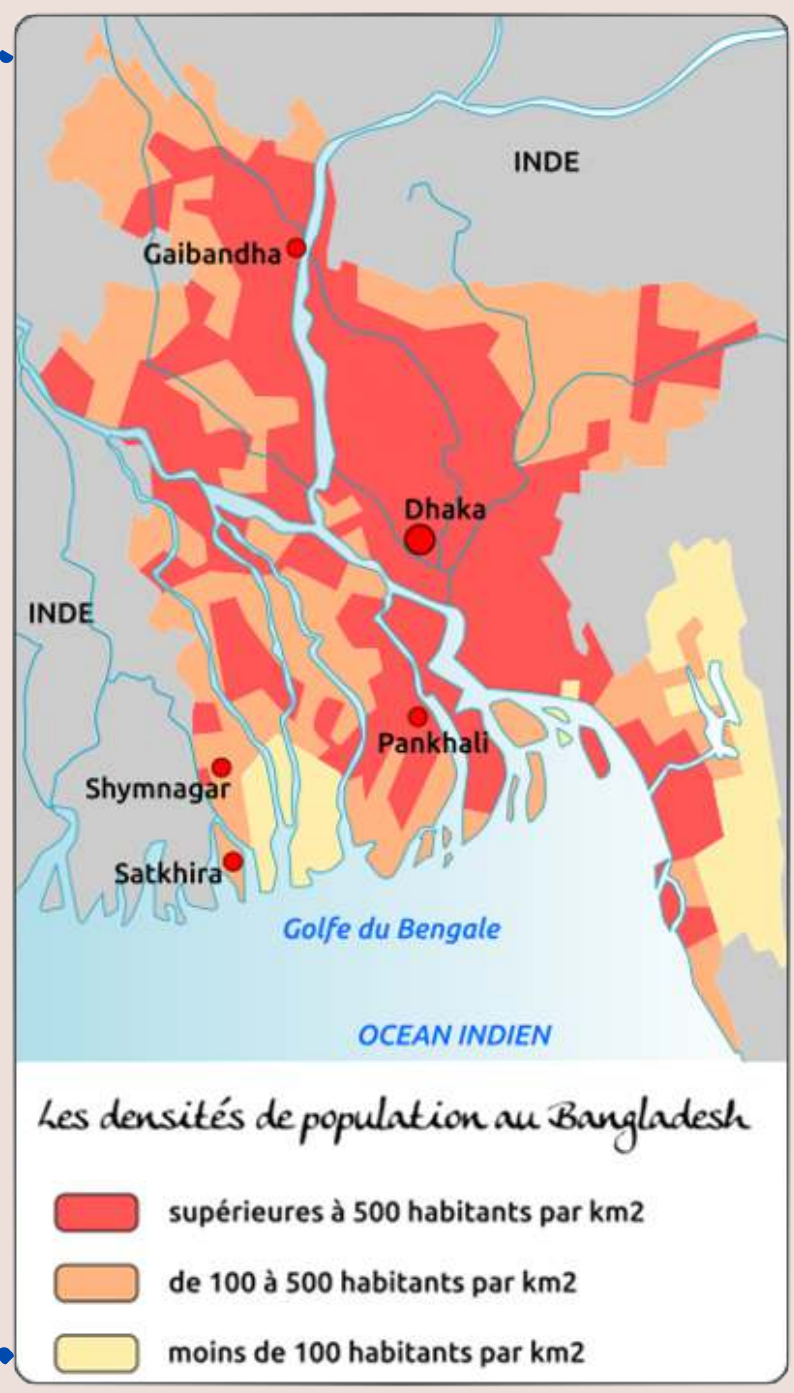 INDE
Gaibandha
Dhaka
INDE
Pankhali
Shymnagar
Satkhira
Golfe du Bengale
OCEAN INDIEN
Les densités de population au Bangladesh
supérieures à 500 habitants par km2
de 100 à 500 habitants par km2
moins de 100 habitants par km2